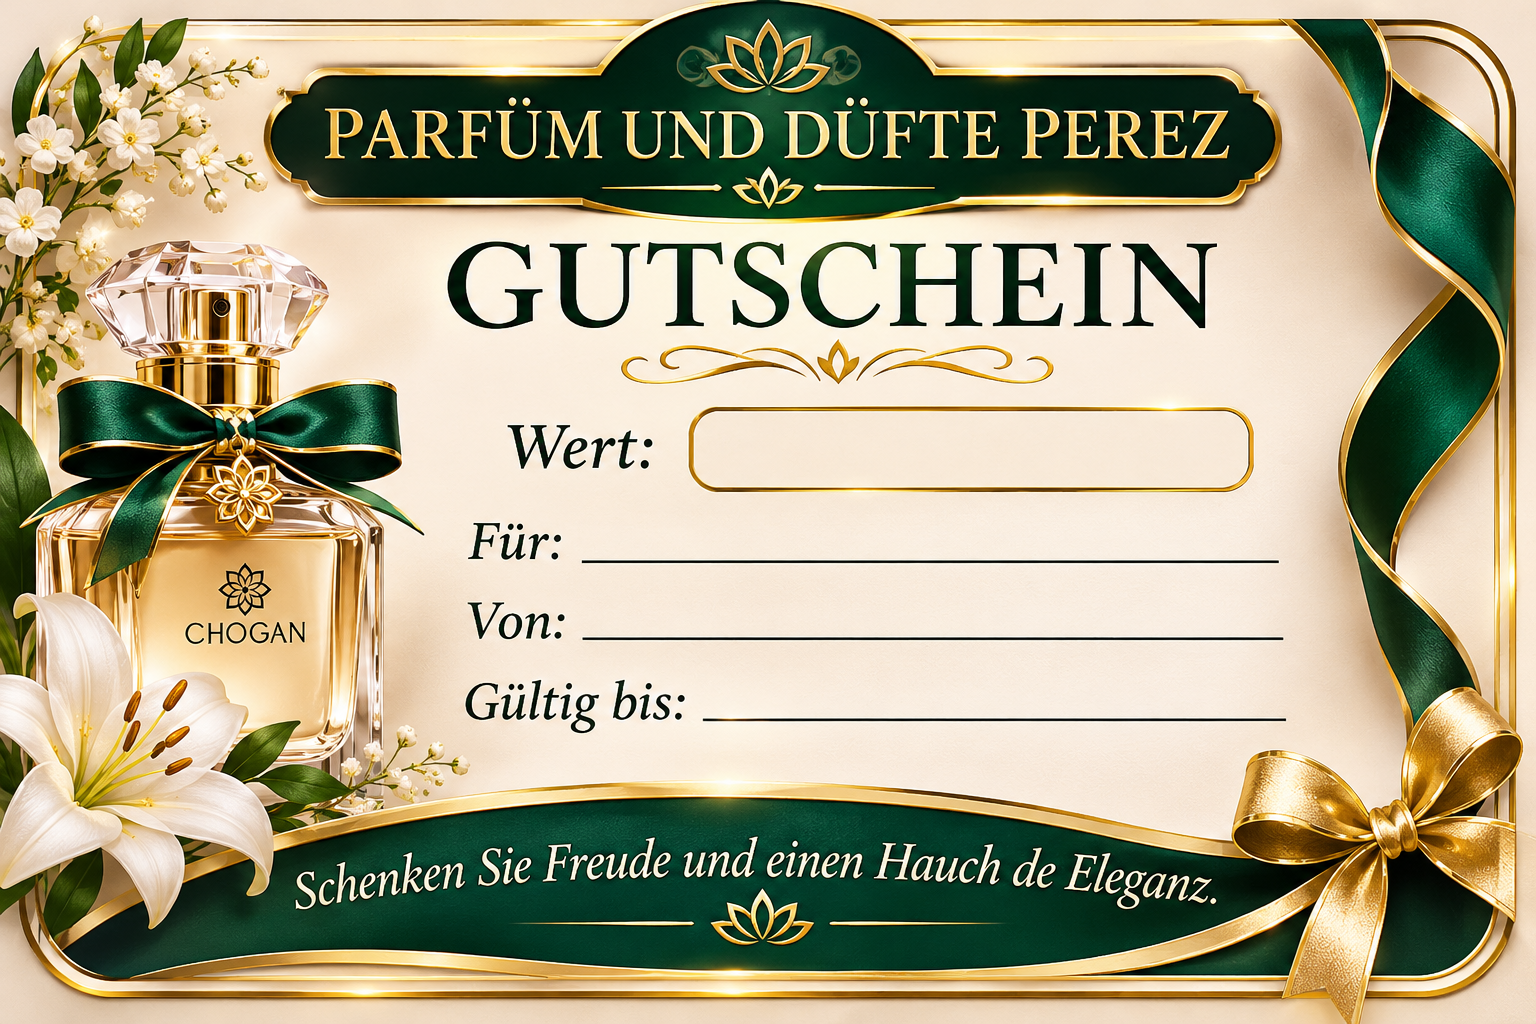 PARFÜM UND DÜFTE PEREZ
GUTSCHEIN
Wert:
Für:
Von:
Gültig bis:
CHOGAN
Schenken Sie Freude und einen Hauch de Eleganz.